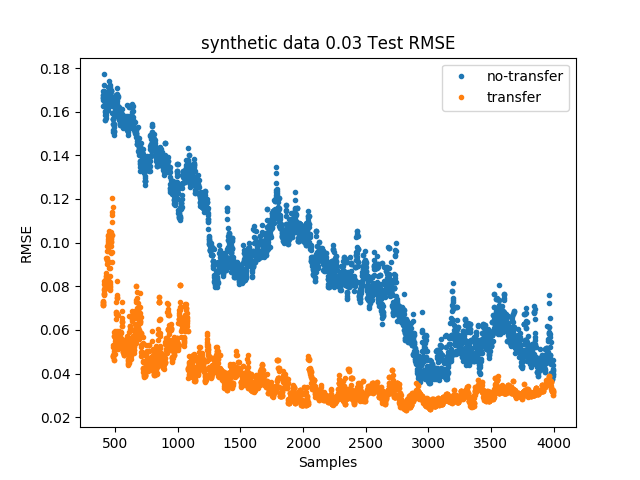 synthetic data 0.03 Test RMSE
no-transfer
transfer
RMSE
0.18
0.16
0.14
0.12
0.10
0.08
0.06
0.04
0.02
500 1000 1500 2000 2500 3000 3500 4000
Samples